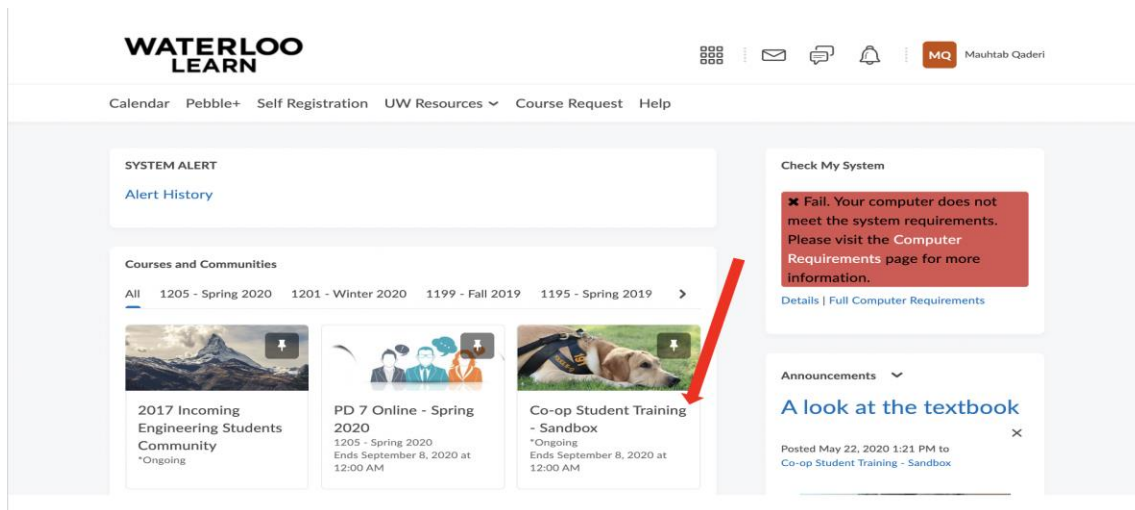 WATERLOO
LEARN
MQ
Mauhtab Qaderi
Calendar Pebble+ Self Registration UW Resources Course Request Help
SYSTEM ALERT
Alert History
Courses and Communities
All 1205 - Spring 2020 1201 - Winter 2020 1199 - Fall 2019 1195 - Spring 2019
2017 Incoming
Engineering Students
Community
*Ongoing
PD 7 Online - Spring
2020
1205 - Spring 2020
Ends September 8, 2020 at
12:00 AM
Co-op Student Training
- Sandbox
*Ongoing
Ends September 8, 2020 at
12:00 AM
Check My System
✖ Fail. Your computer does not
meet the system requirements.
Please visit the Computer
Requirements page for more
information.
Details | Full Computer Requirements
Announcements
A look at the textbook
Posted May 22, 2020 1:21 PM to
Co-op Student Training - Sandbox